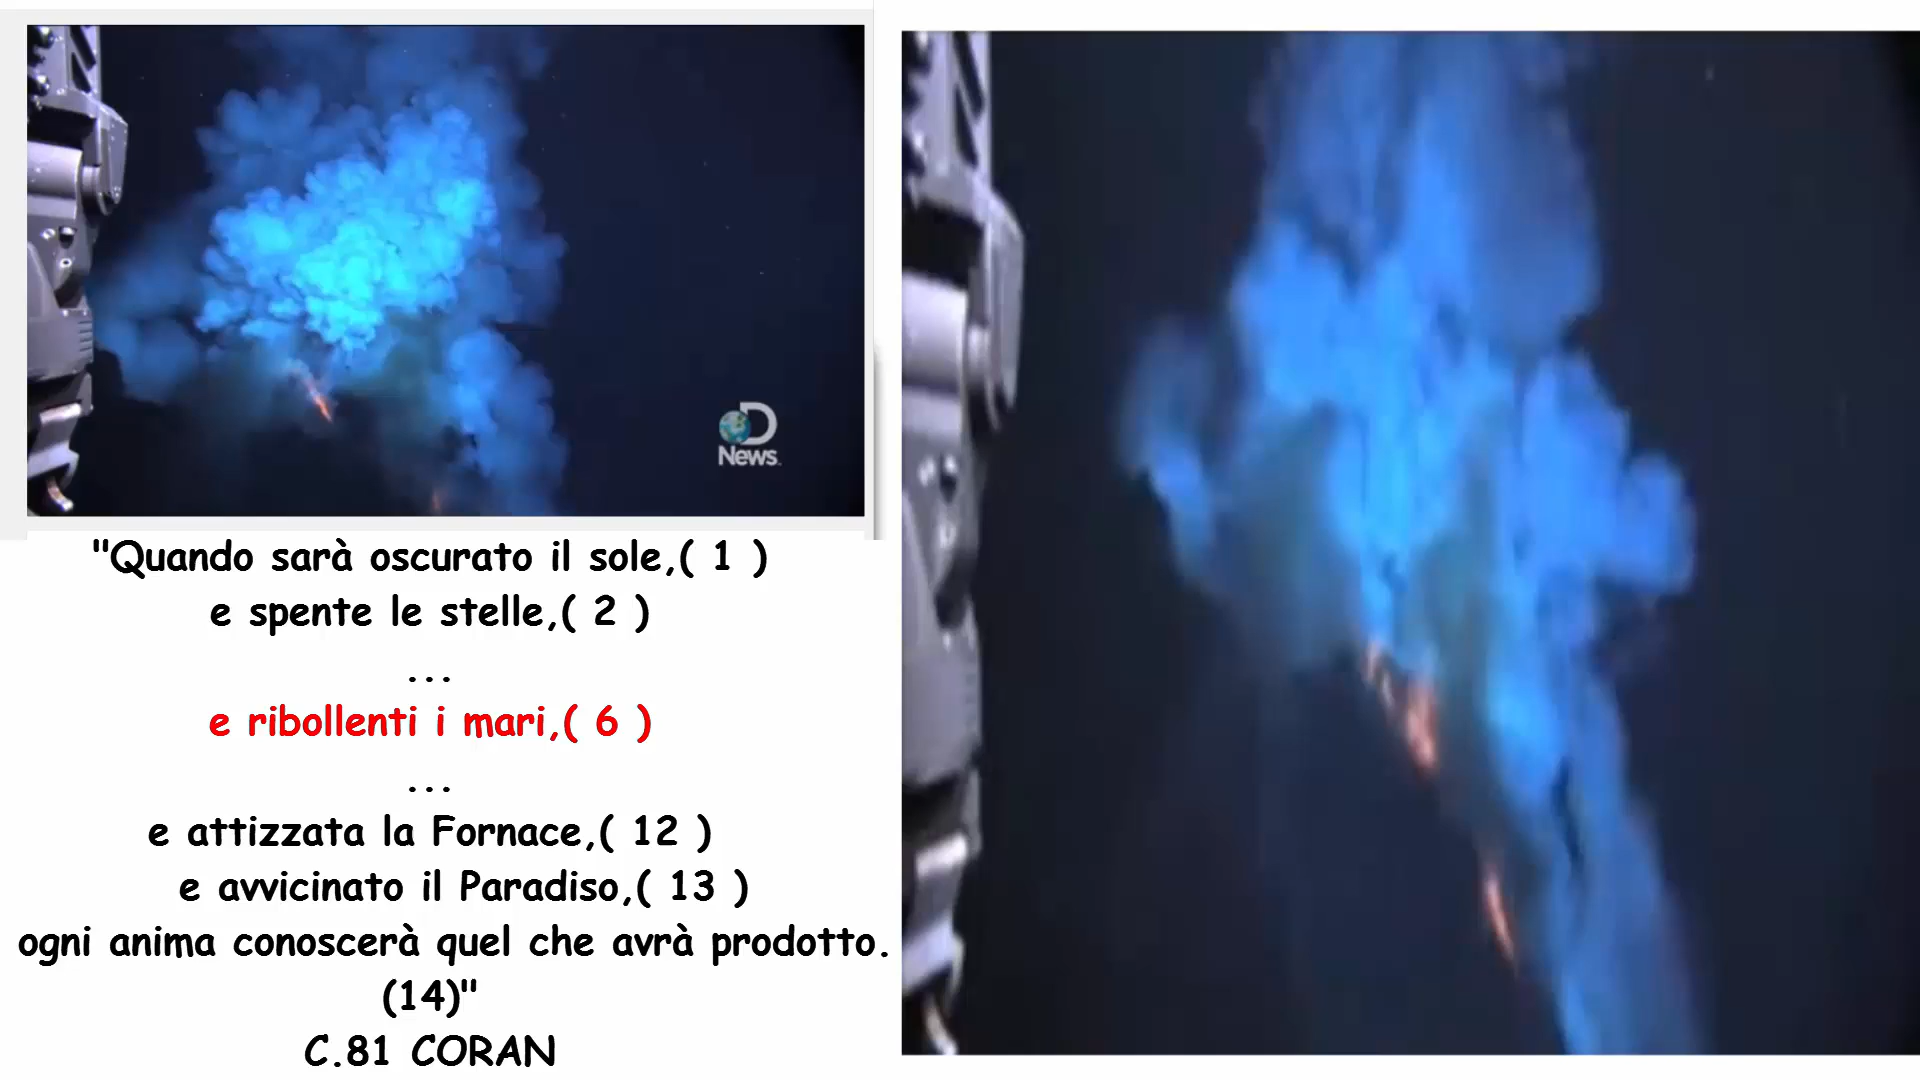 D
News
"Quando sarà oscurato il sole,( 1 )
e spente le stelle,( 2 )
...
e ribollenti i mari,( 6 )
...
e attizzata la Fornace,( 12 )
e avvicinato il Paradiso,( 13 )
ogni anima conoscerà quel che avrà prodotto.
(14)"
C.81 CORAN